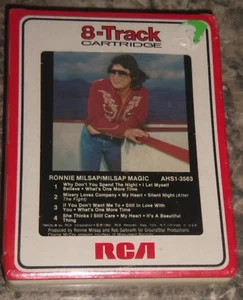 8-Track
CARTRIDGE
RONNIE MILSAP/MILSAP MAGIC AHS1-3563
1 Why Don't You Spend The Night • I Let Myself
Believe • What's One More Time
2 Misery Loves Company • My Heart • Silent Night (After
The Fight)
3 If You Don't Want Me To • Still In Love With
You • What's One More Time
4 She Thinks I Still Care • My Heart • It's A Beautiful
Thing
Produced by Ronnie Milsap and Rob Galbraith for GroundStar Productions
RCA